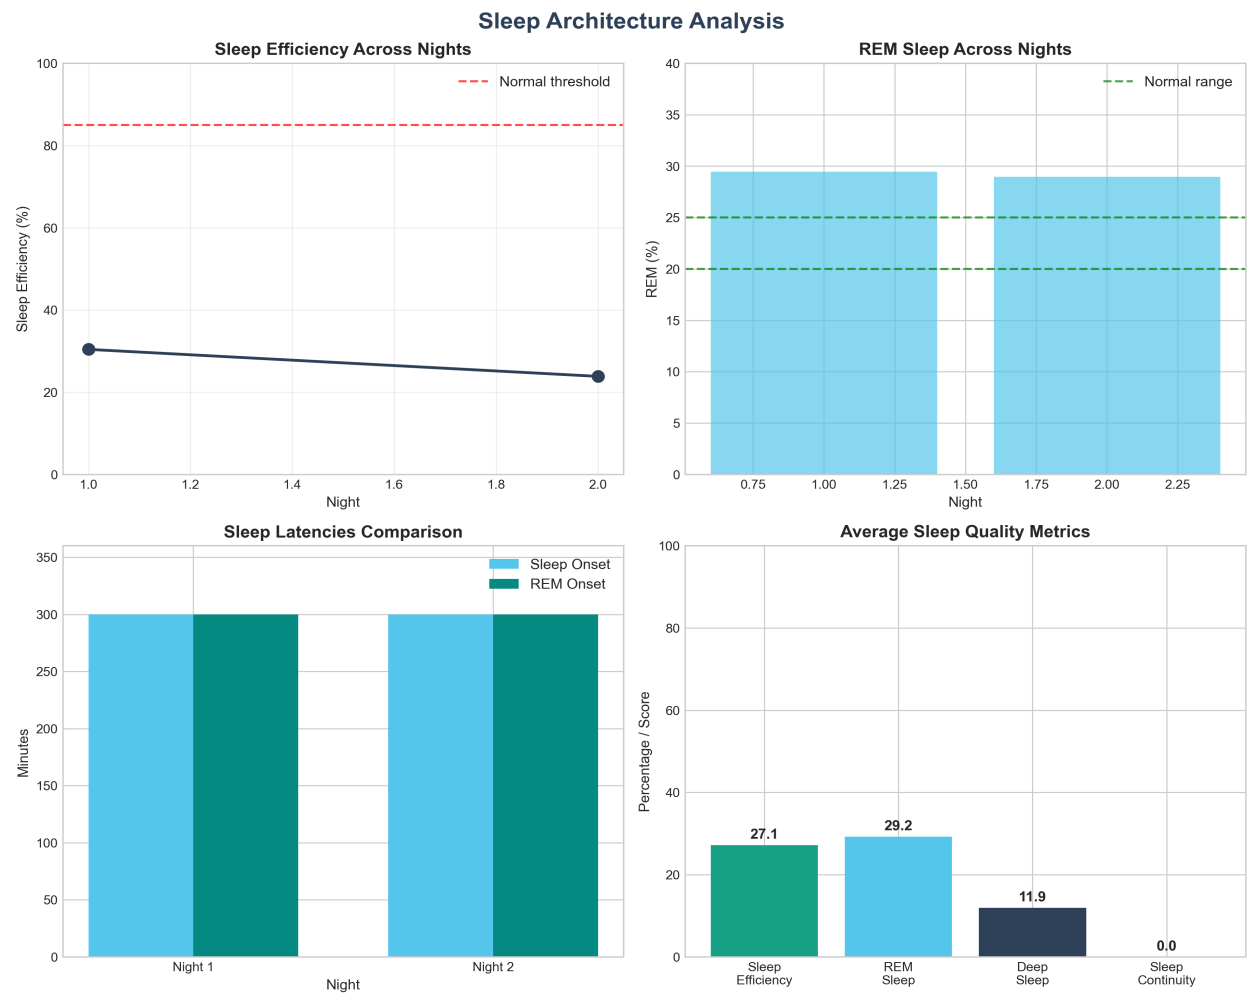 Sleep Architecture Analysis
Sleep Efficiency Across Nights
Normal threshold
Sleep Efficiency (%)
100
80
60
40
20
0
1.0 1.2 1.4 1.6 1.8 2.0
Night
REM Sleep Across Nights
Normal range
REM (%)
40
35
30
25
20
15
10
5
0
0.75 1.00 1.25 1.50 1.75 2.00 2.25
Night
Sleep Latencies Comparison
Sleep Onset
REM Onset
Minutes
350
300
250
200
150
100
50
0
Night 1 Night 2
Night
Average Sleep Quality Metrics
Percentage / Score
100
80
60
40
20
0
27.1 29.2 11.9 0.0
Sleep REM Deep Sleep
Efficiency Sleep Sleep Continuity